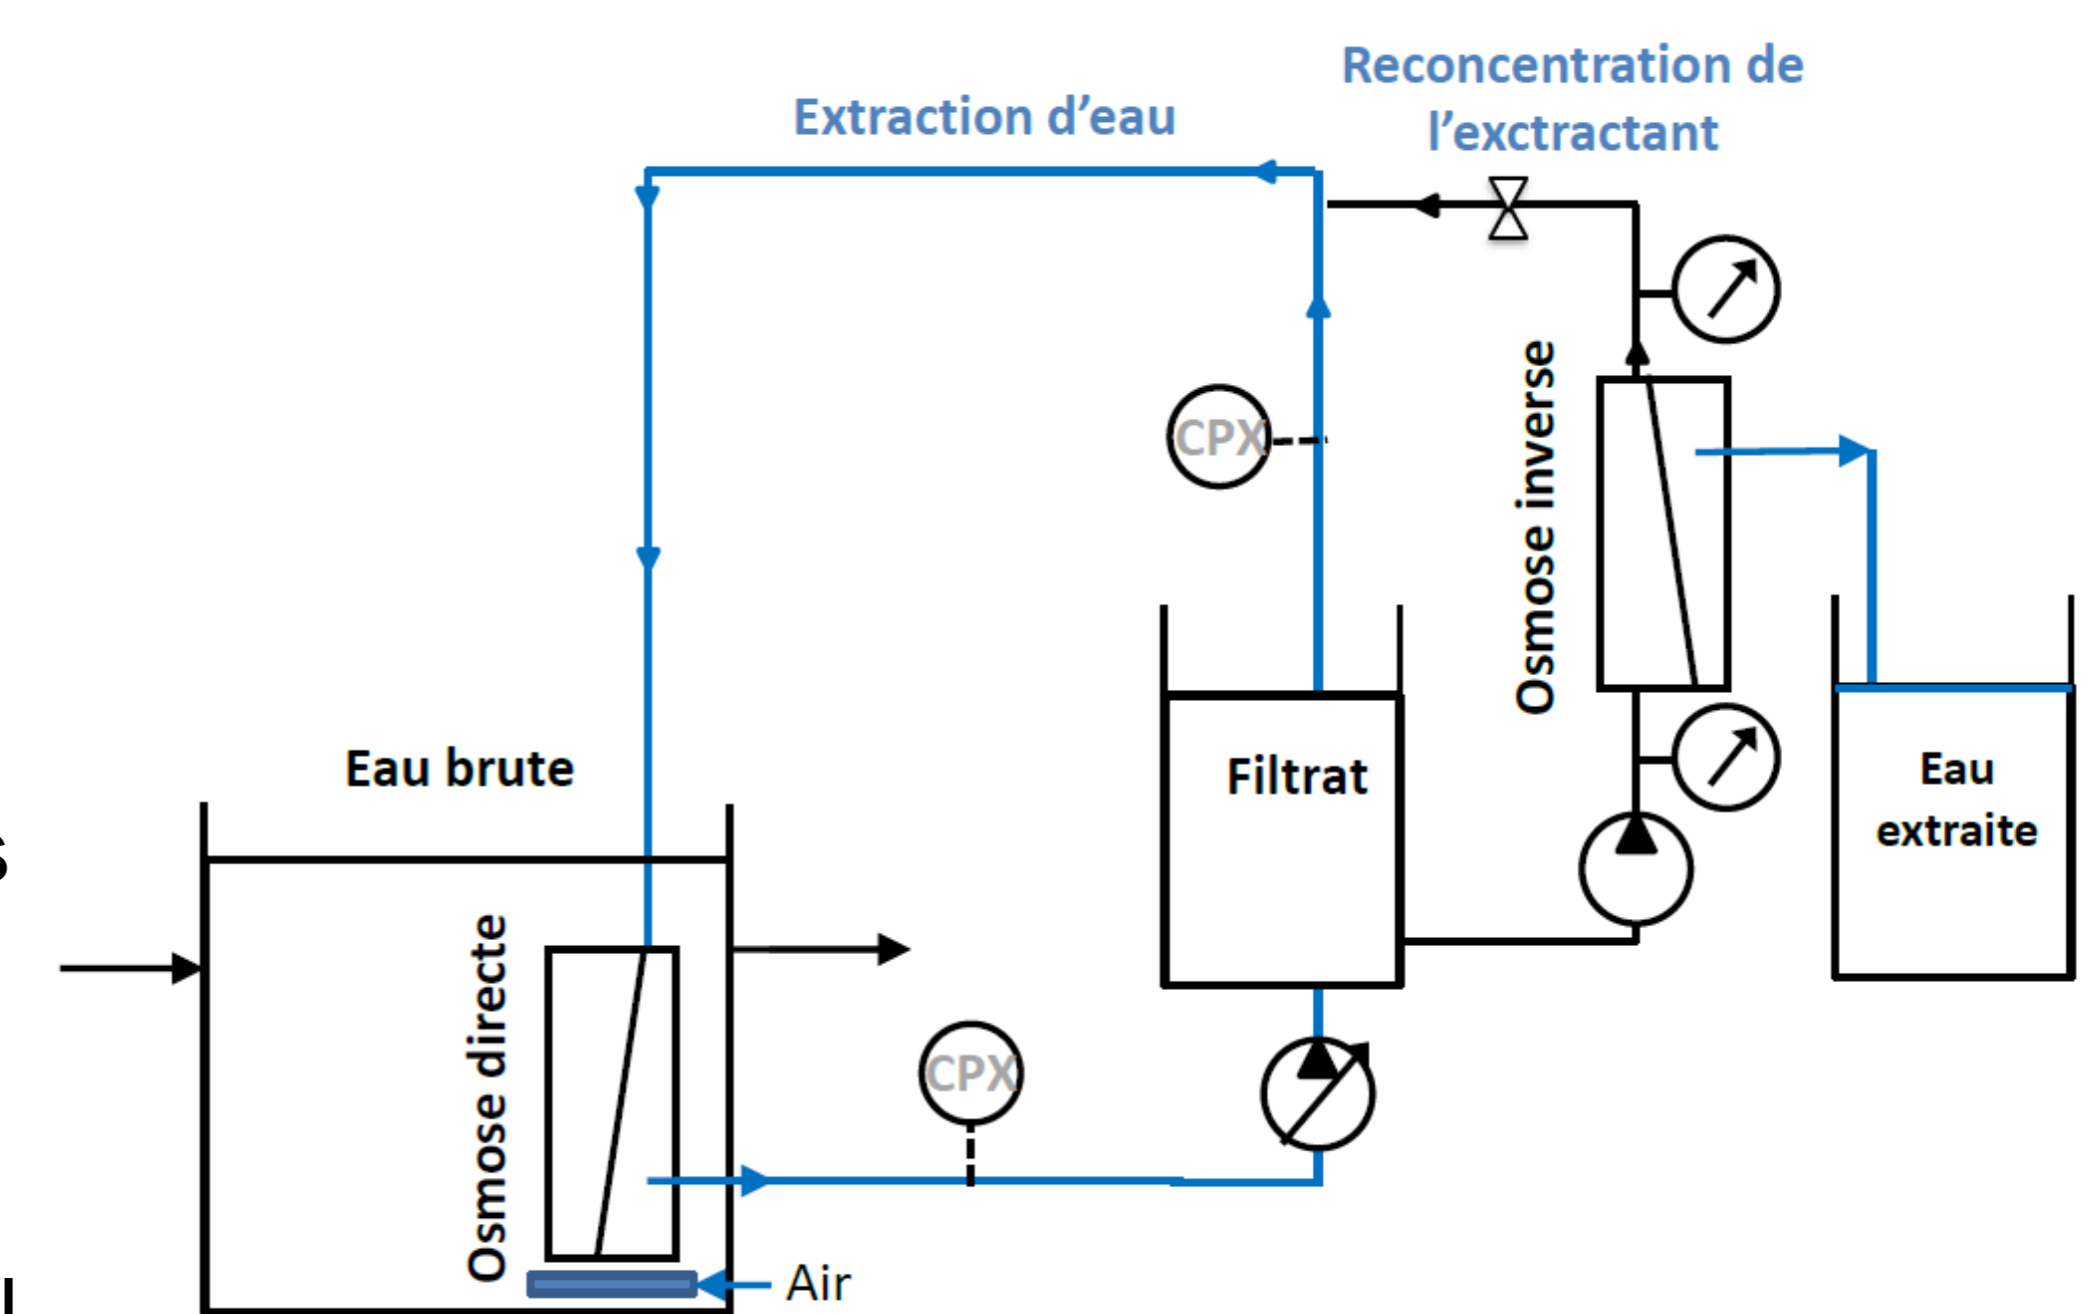 Reconcentration de
l'exctractant
Extraction d'eau
Osmose inverse
CPX
Eau brute
Filtrat
Eau
extraite
s
Osmose directe
CPX
Air